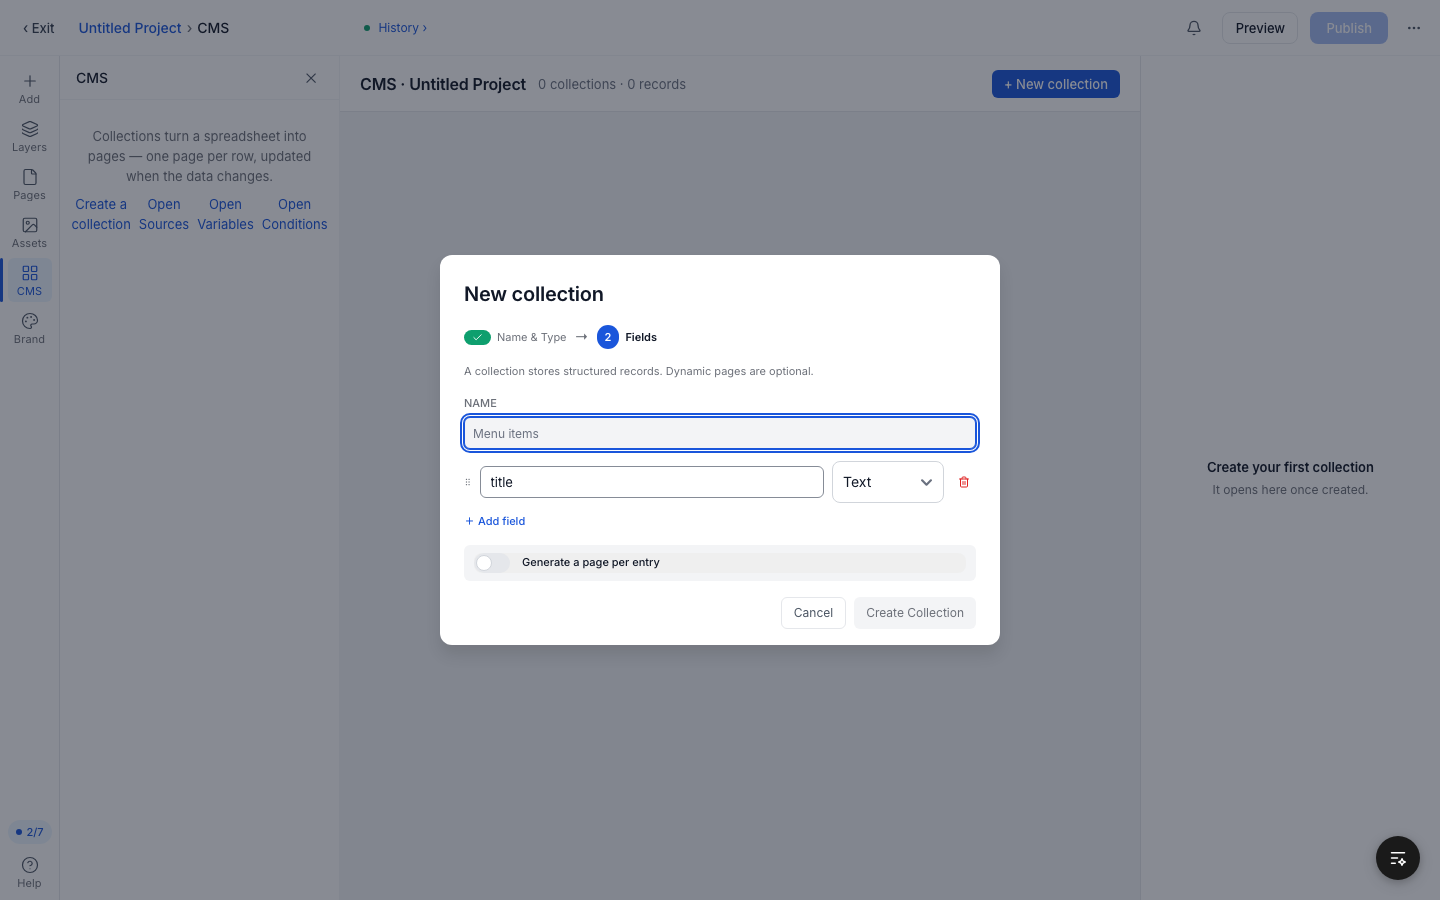 ‹ Exit
Untitled Project › CMS
History ›
Preview
Publish
Add
Layers
Pages
Assets
CMS
Brand
2/7
Help
CMS
Collections turn a spreadsheet into
pages — one page per row, updated
when the data changes.
Create a collection
Open Sources
Open Variables
Open Conditions
CMS · Untitled Project
0 collections · 0 records
+ New collection
New collection
Name & Type → 2 Fields
A collection stores structured records. Dynamic pages are optional.
NAME
Menu items
title
Text
+ Add field
Generate a page per entry
Cancel
Create Collection
Create your first collection
It opens here once created.